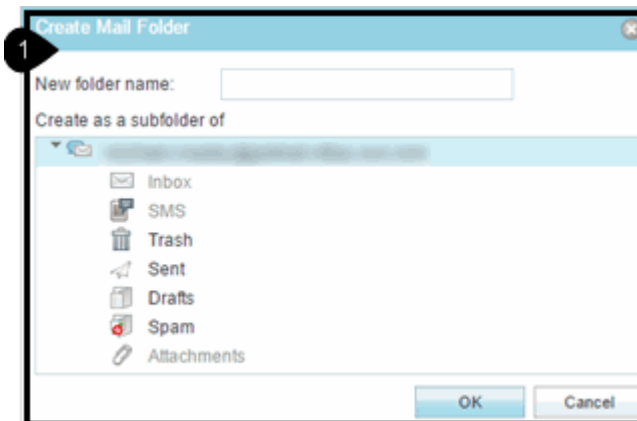 Create Mail Folder
1
New folder name:
Create as a subfolder of
Inbox
SMS
Trash
Sent
Drafts
Spam
Attachments
OK Cancel